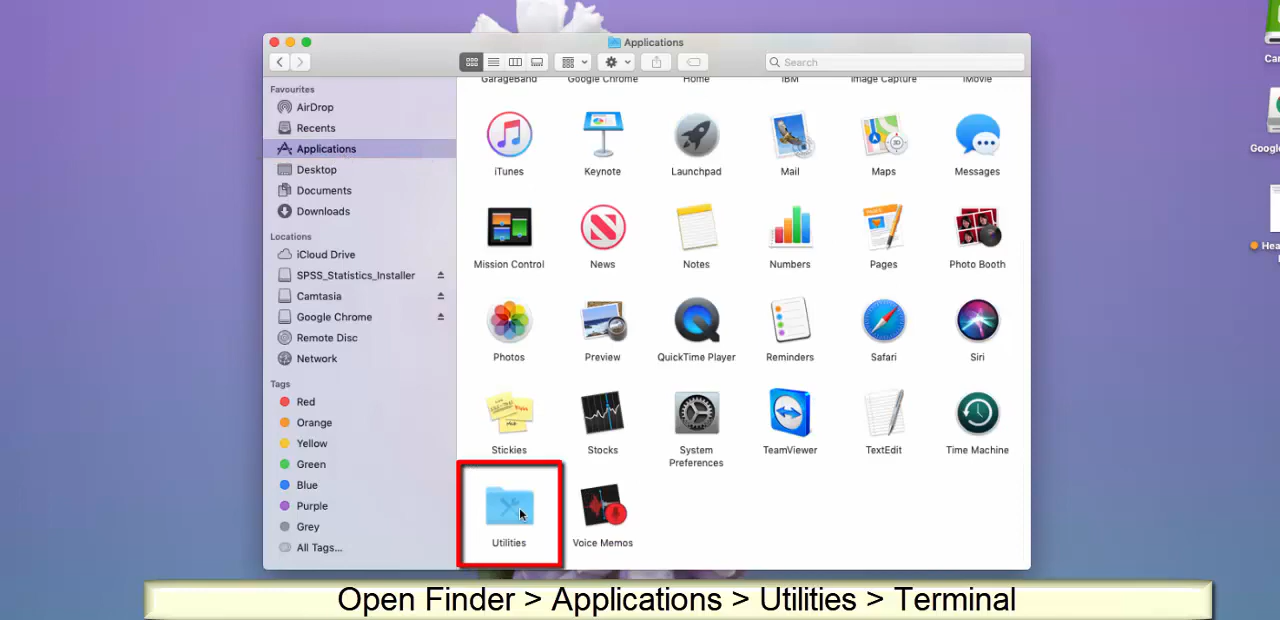 Applications
Search
Favourites
AirDrop
Recents
Applications
Desktop
Documents
Downloads
Locations
iCloud Drive
SPSS_Statistics_Installer
Camtasia
Google Chrome
Remote Disc
Network
Tags
Red
Orange
Yellow
Green
Blue
Purple
Grey
All Tags...
GarageBand Google Chrome Home IBM Image Capture iMovie
iTunes Keynote Launchpad Mail Maps Messages
Mission Control News Notes Numbers Pages Photo Booth
Photos Preview QuickTime Player Reminders Safari Siri
Stickies Stocks System Preferences TeamViewer TextEdit Time Machine
Utilities Voice Memos
Open Finder > Applications > Utilities > Terminal